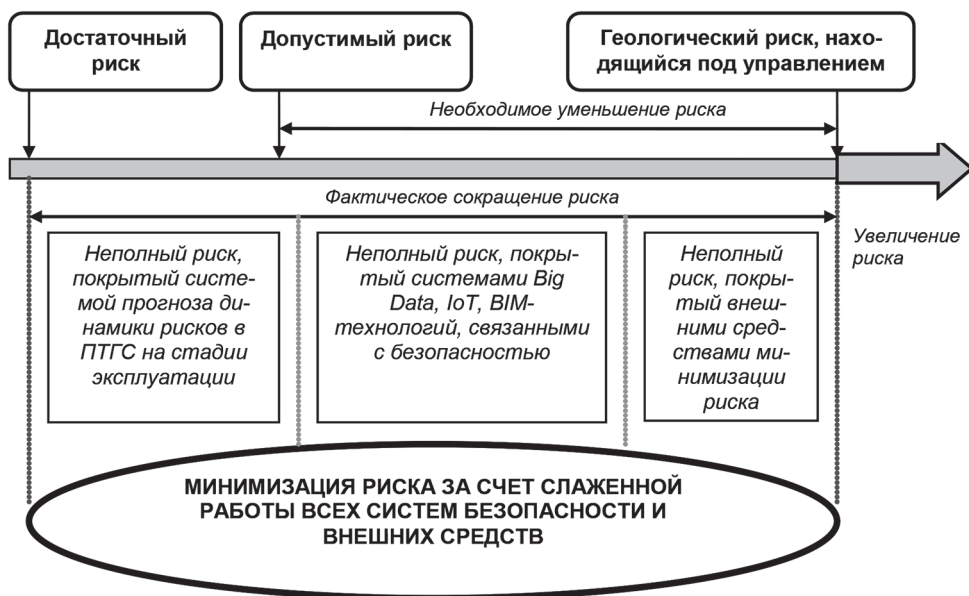 Достаточный
риск
Допустимый риск
Геологический риск, нахо-
дящийся под управлением
Необходимое уменьшение риска
Фактическое сокращение риска
Увеличение
риска
Неполный риск,
покрытый систе-
мой прогноза ди-
намики рисков в
ПТГС на стадии
эксплуатации
Неполный риск, покры-
тый системами Big
Data, IoT, BIM-
технологий, связанными
с безопасностью
Неполный
риск, покры-
тый внеш-
ними сред-
ствами ми-
нимизации
риска
МИНИМИЗАЦИЯ РИСКА ЗА СЧЕТ СЛАЖЕННОЙ
РАБОТЫ ВСЕХ СИСТЕМ БЕЗОПАСНОСТИ И
ВНЕШНИХ СРЕДСТВ